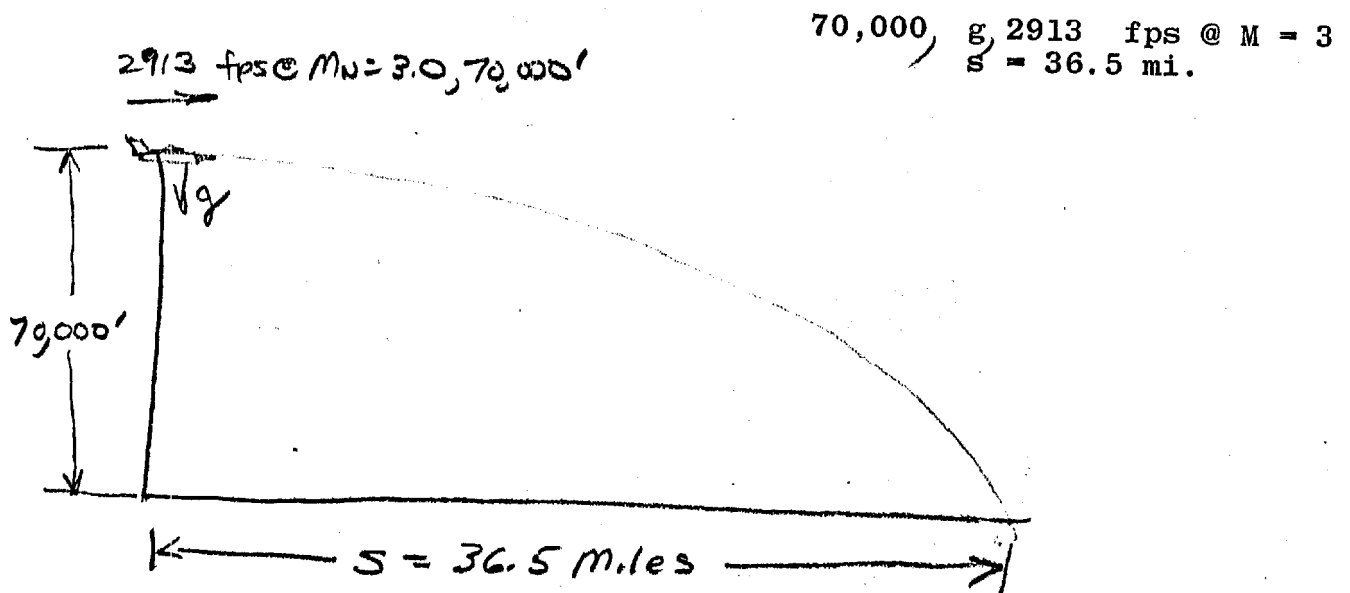 70,000, g, 2913 fps @ M = 3
s = 36.5 mi.
2913 fps @ MN = 3.0, 70,000'
g
70,000'
S = 36.5 Miles